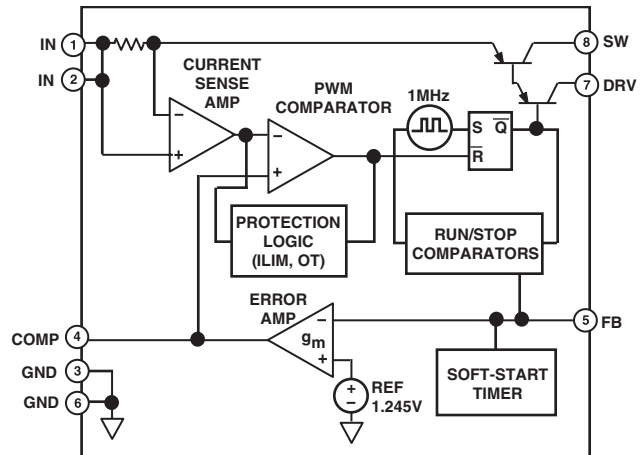 IN 1
IN 2
CURRENT
SENSE
AMP
−
+
PWM
COMPARATOR
−
+
1MHz
S Q̅
R̅
8 SW
7 DRV
PROTECTION
LOGIC
(ILIM, OT)
RUN/STOP
COMPARATORS
ERROR
AMP
gm
−
+
COMP 4
GND 3
GND 6
5 FB
+
−
REF
1.245V
SOFT-START
TIMER